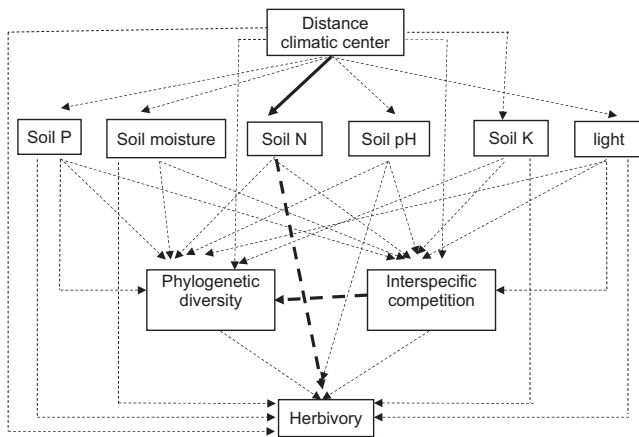 Distance
climatic center
Soil P
Soil moisture
Soil N
Soil pH
Soil K
light
Phylogenetic
diversity
Interspecific
competition
Herbivory